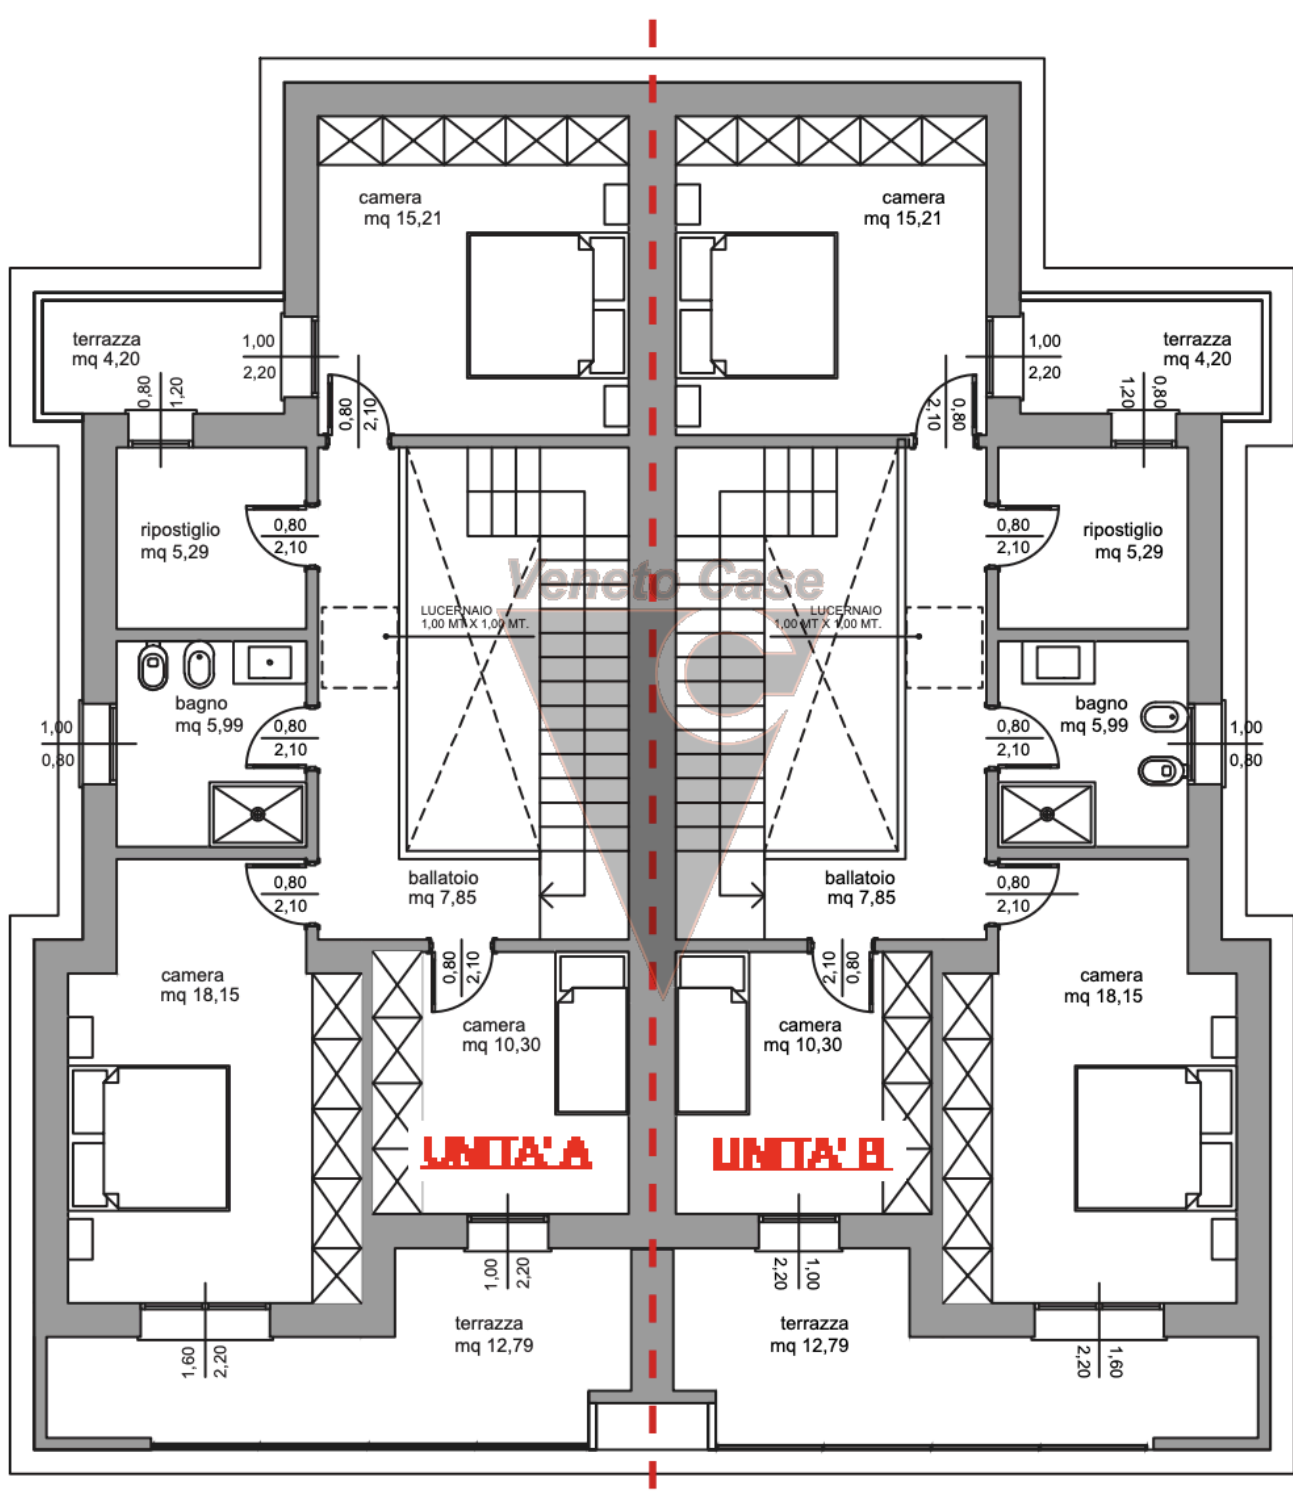 camera
mq 15,21
camera
mq 15,21
terrazza
mq 4,20
1,00
2,20
0,80
1,20
0,80
2,10
1,00
2,20
terrazza
mq 4,20
1,20
0,80
2,10
0,80
ripostiglio
mq 5,29
0,80
2,10
0,80
2,10
ripostiglio
mq 5,29
Veneto Case
LUCERNAIO
1,00 MT X 1,00 MT.
LUCERNAIO
1,00 MT X 1,00 MT.
bagno
mq 5,99
1,00
0,80
0,80
2,10
0,80
2,10
bagno
mq 5,99
1,00
0,80
0,80
2,10
ballatoio
mq 7,85
ballatoio
mq 7,85
0,80
2,10
camera
mq 18,15
0,80
2,10
camera
mq 10,30
2,10
0,80
camera
mq 10,30
camera
mq 18,15
UNITA' A
UNITA' B
1,00
2,20
2,20
1,00
terrazza
mq 12,79
terrazza
mq 12,79
1,60
2,20
2,20
1,60